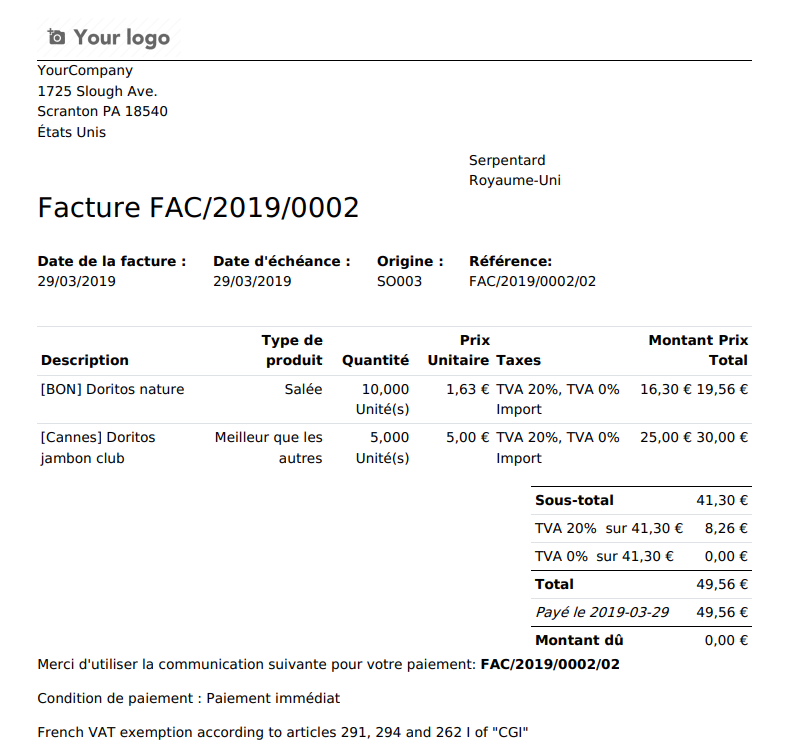 Your logo
YourCompany
1725 Slough Ave.
Scranton PA 18540
États Unis
Serpentard
Royaume-Uni
Facture FAC/2019/0002
Date de la facture : Date d'échéance : Origine : Référence:
29/03/2019 29/03/2019 SO003 FAC/2019/0002/02
Type de Prix Montant Prix
Description produit Quantité Unitaire Taxes Total
[BON] Doritos nature Salée 10,000 1,63 € TVA 20%, TVA 0% 16,30 € 19,56 €
Unité(s) Import
[Cannes] Doritos Meilleur que les 5,000 5,00 € TVA 20%, TVA 0% 25,00 € 30,00 €
jambon club autres Unité(s) Import
Sous-total 41,30 €
TVA 20% sur 41,30 € 8,26 €
TVA 0% sur 41,30 € 0,00 €
Total 49,56 €
Payé le 2019-03-29 49,56 €
Montant dû 0,00 €
Merci d'utiliser la communication suivante pour votre paiement: FAC/2019/0002/02
Condition de paiement : Paiement immédiat
French VAT exemption according to articles 291, 294 and 262 I of "CGI"